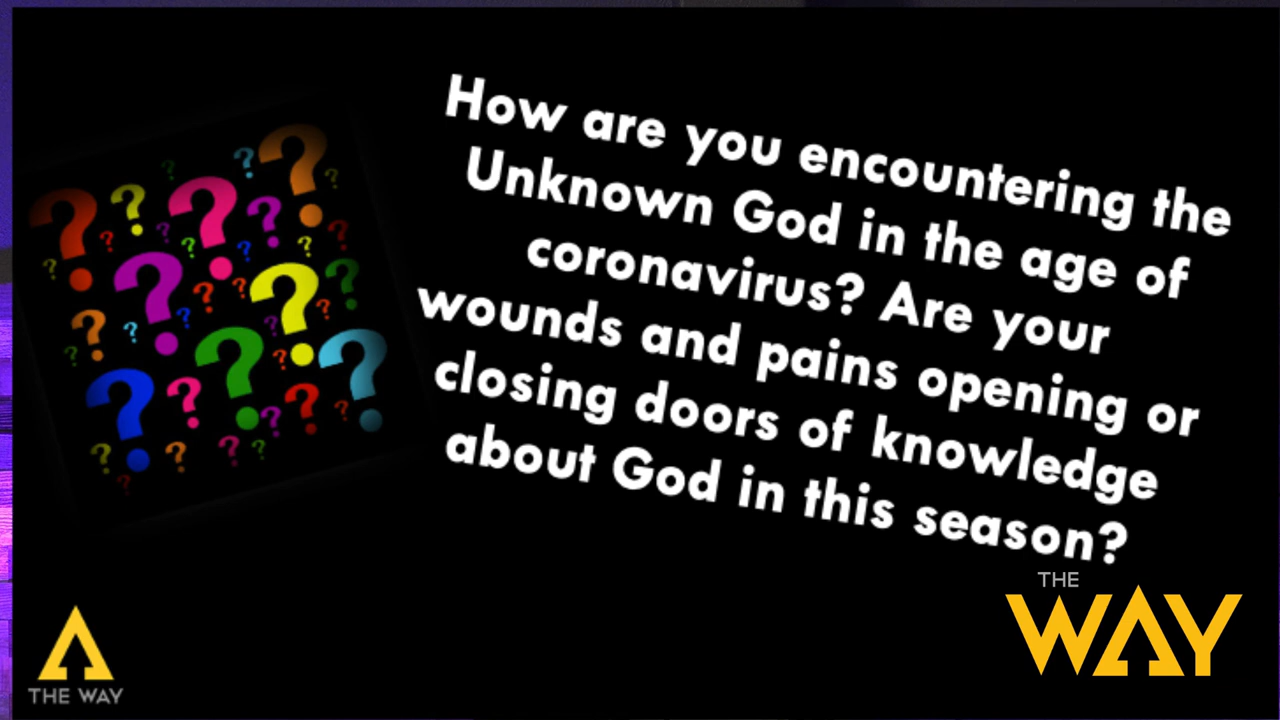 How are you encountering the
Unknown God in the age of
coronavirus? Are your
wounds and pains opening or
closing doors of knowledge
about God in this season?
THE
WAY
THE WAY